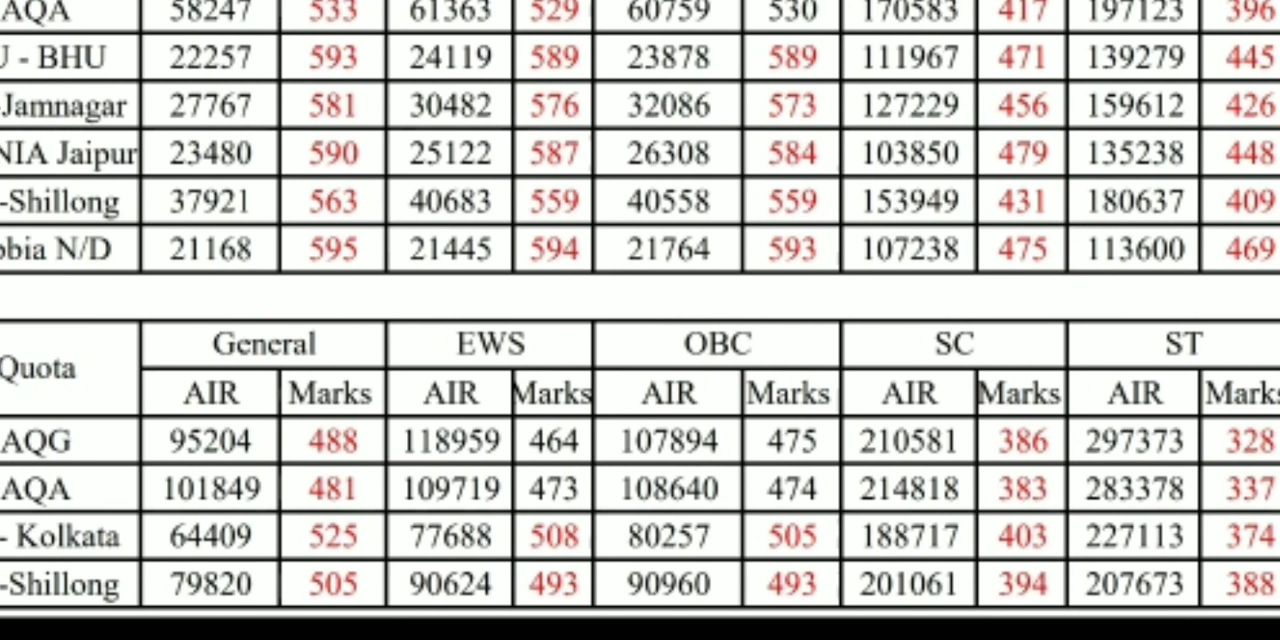 AQA 58247 533 61363 529 60759 530 170583 417 197123 396
- BHU 22257 593 24119 589 23878 589 111967 471 139279 445
Jamnagar 27767 581 30482 576 32086 573 127229 456 159612 426
NIA Jaipur 23480 590 25122 587 26308 584 103850 479 135238 448
-Shillong 37921 563 40683 559 40558 559 153949 431 180637 409
bia N/D 21168 595 21445 594 21764 593 107238 475 113600 469
Quota General EWS OBC SC ST
AIR Marks AIR Marks AIR Marks AIR Marks AIR Marks
AQG 95204 488 118959 464 107894 475 210581 386 297373 328
AQA 101849 481 109719 473 108640 474 214818 383 283378 337
- Kolkata 64409 525 77688 508 80257 505 188717 403 227113 374
-Shillong 79820 505 90624 493 90960 493 201061 394 207673 388